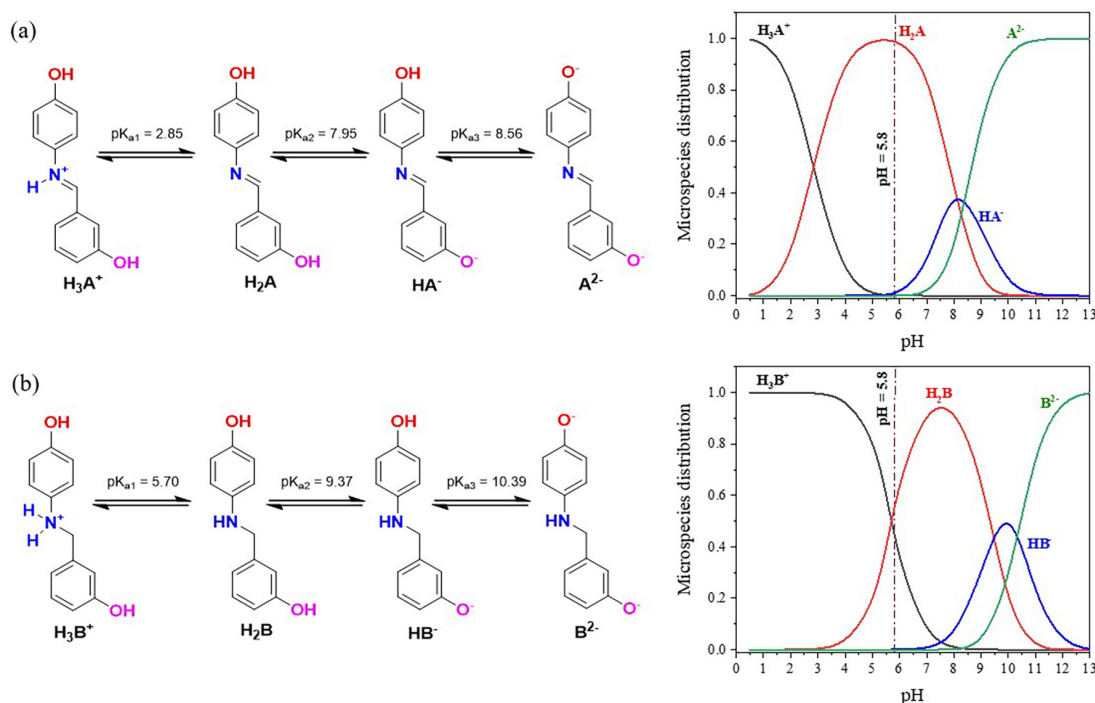 (a)
OH OH OH O⁻
pKₐ₁ = 2.85 pKₐ₂ = 7.95 pKₐ₃ = 8.56
H N⁺ N N N
OH OH O⁻ O⁻
H₃A⁺ H₂A HA⁻ A²⁻
Microspecies distribution
1.0
0.8
0.6
0.4
0.2
0.0
H₃A⁺ H₂A A²⁻
pH = 5.8
HA⁻
0 1 2 3 4 5 6 7 8 9 10 11 12 13
pH
(b)
OH OH OH O⁻
pKₐ₁ = 5.70 pKₐ₂ = 9.37 pKₐ₃ = 10.39
H N⁺ H HN HN HN
OH OH O⁻ O⁻
H₃B⁺ H₂B HB⁻ B²⁻
Microspecies distribution
1.0
0.8
0.6
0.4
0.2
0.0
H₃B⁺ H₂B B²⁻
pH = 5.8
HB⁻
0 1 2 3 4 5 6 7 8 9 10 11 12 13
pH